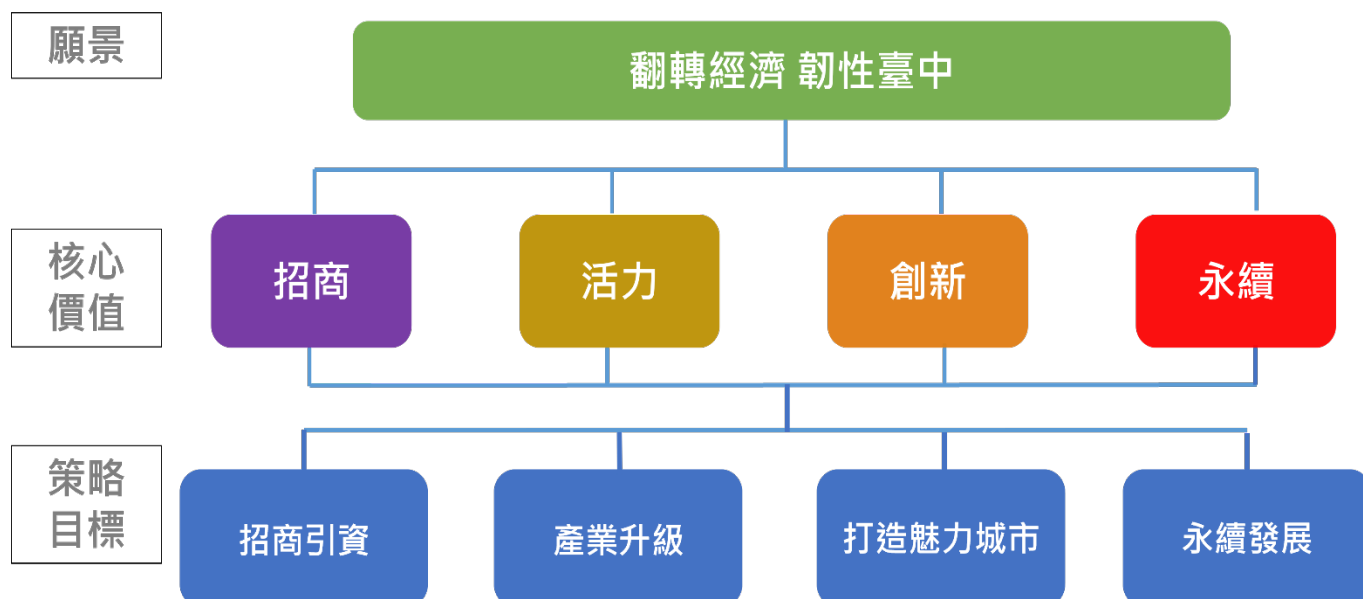 願景
翻轉經濟 韌性臺中
核心
價值
招商
活力
創新
永續
策略
目標
招商引資
產業升級
打造魅力城市
永續發展